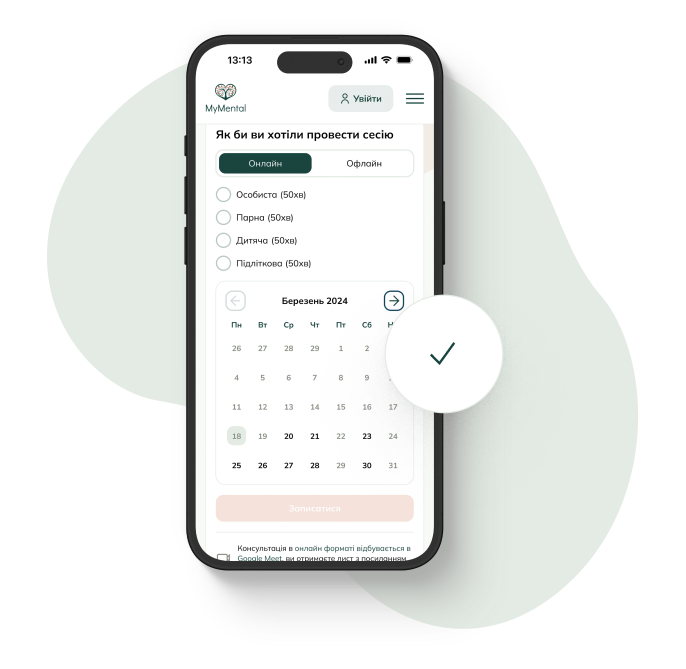 13:13
MyMental
Увійти
Як би ви хотіли провести сесію
Онлайн Офлайн
Особиста (50хв)
Парна (50хв)
Дитяча (50хв)
Підліткова (50хв)
Березень 2024
Пн Вт Ср Чт Пт Сб
26 27 28 29 1 2
4 5 6 7 8 9
11 12 13 14 15 16 17
18 19 20 21 22 23 24
25 26 27 28 29 30 31
Записатися
Консультація в онлайн форматі відбувається в
Google Meet, ви отримаєте лист з посиланням